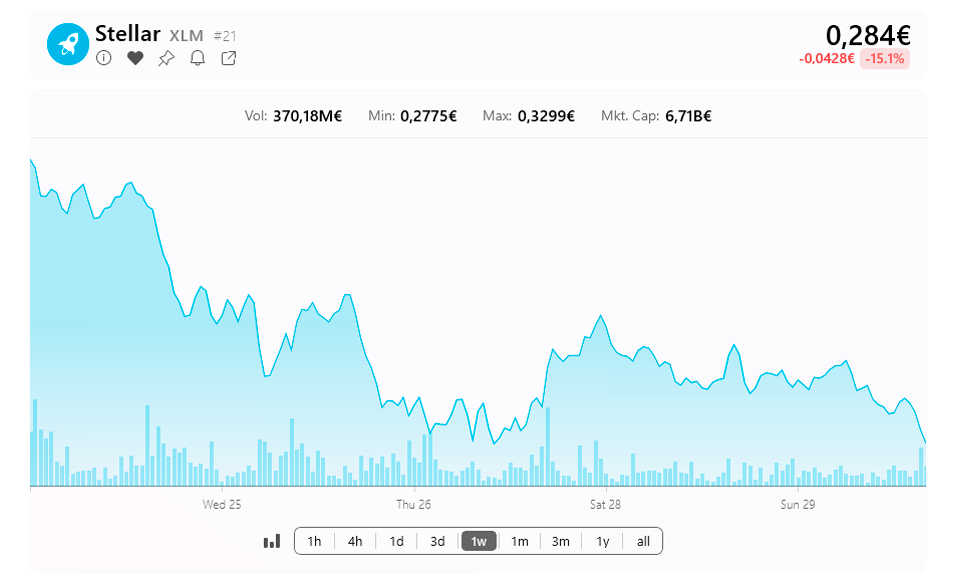 Stellar XLM #21
0,284€
-0,0428€ -15.1%
Vol: 370,18M€ Min: 0,2775€ Max: 0,3299€ Mkt. Cap: 6,71B€
Wed 25 Thu 26 Sat 28 Sun 29
1h 4h 1d 3d 1w 1m 3m 1y all